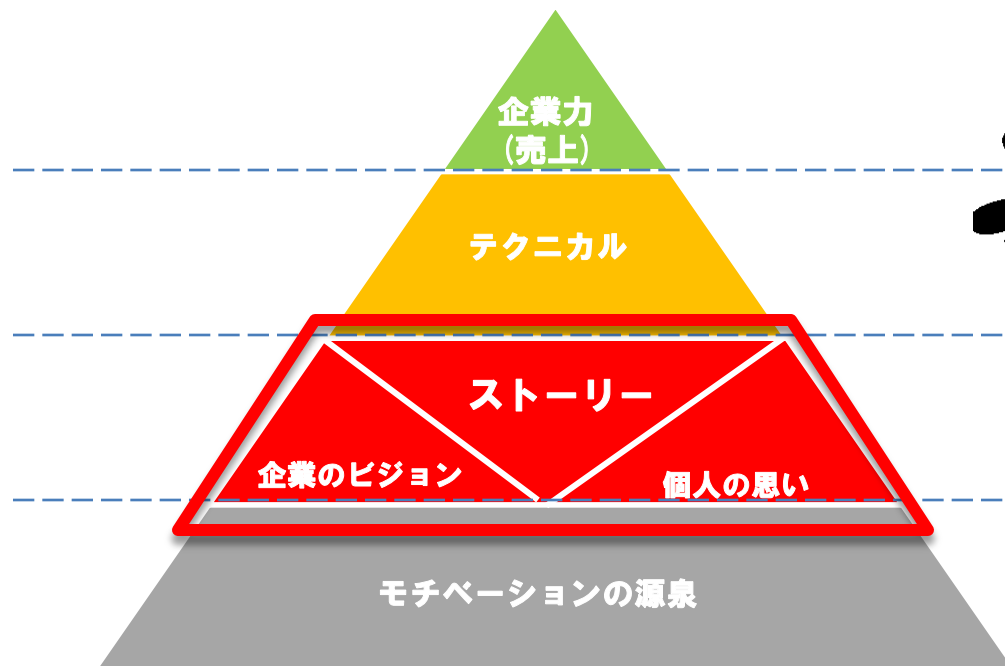 企業力
(売上)
テクニカル
ストーリー
企業のビジョン
個人の思い
モチベーションの源泉